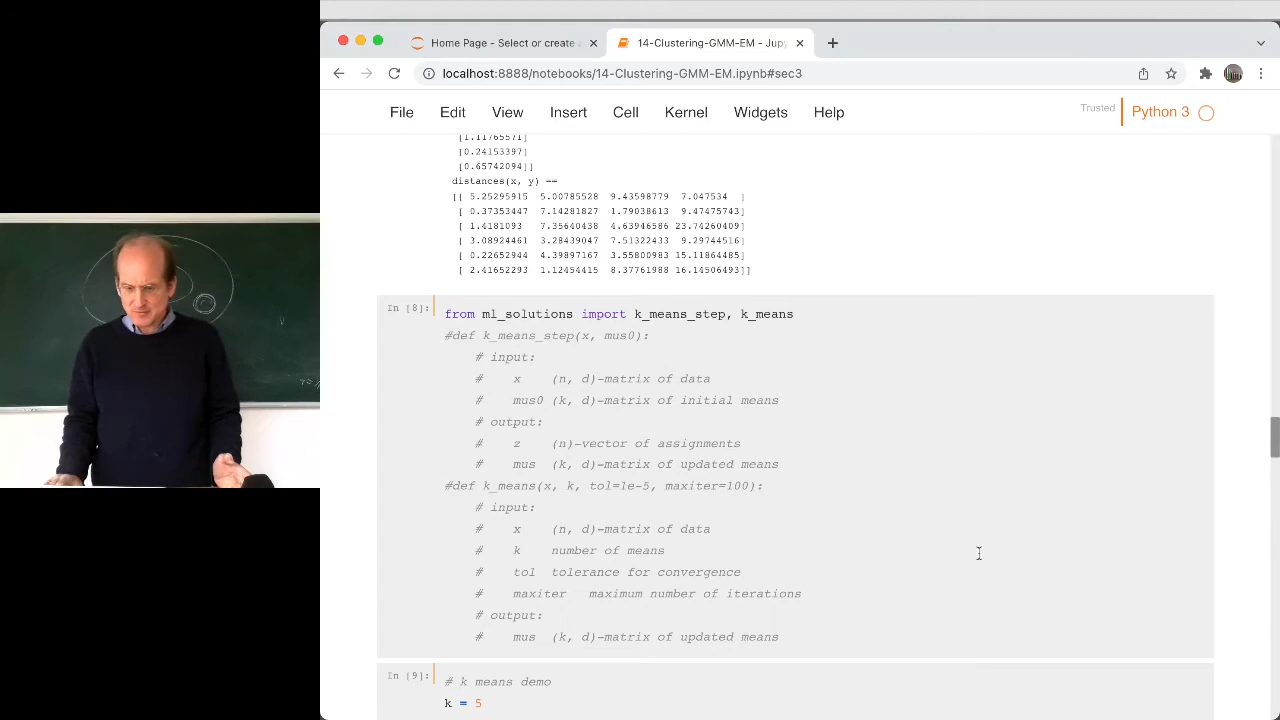 Home Page - Select or create a
14-Clustering-GMM-EM - Jupy
localhost:8888/notebooks/14-Clustering-GMM-EM.ipynb#sec3
File Edit View Insert Cell Kernel Widgets Help
Trusted
Python 3
[1.11765571]
[0.24153397]
[0.65742094]]
distances(x, y) ==
[[ 5.25295915 5.00785528 9.43598779 7.047534 ]
[ 0.37353447 7.14281827 1.79038613 9.47475743]
[ 1.4181093 7.35640438 4.63946586 23.74260409]
[ 3.08924461 3.28439047 7.51322433 9.29744516]
[ 0.22652944 4.39897167 3.55800983 15.11864485]
[ 2.41652293 1.12454415 8.37761988 16.14506493]]
In [8]:
from ml_solutions import k_means_step, k_means
#def k_means_step(x, mus0):
# input:
# x (n, d)-matrix of data
# mus0 (k, d)-matrix of initial means
# output:
# z (n)-vector of assignments
# mus (k, d)-matrix of updated means
#def k_means(x, k, tol=1e-5, maxiter=100):
# input:
# x (n, d)-matrix of data
# k number of means
# tol tolerance for convergence
# maxiter maximum number of iterations
# output:
# mus (k, d)-matrix of updated means
In [9]:
# k means demo
k = 5